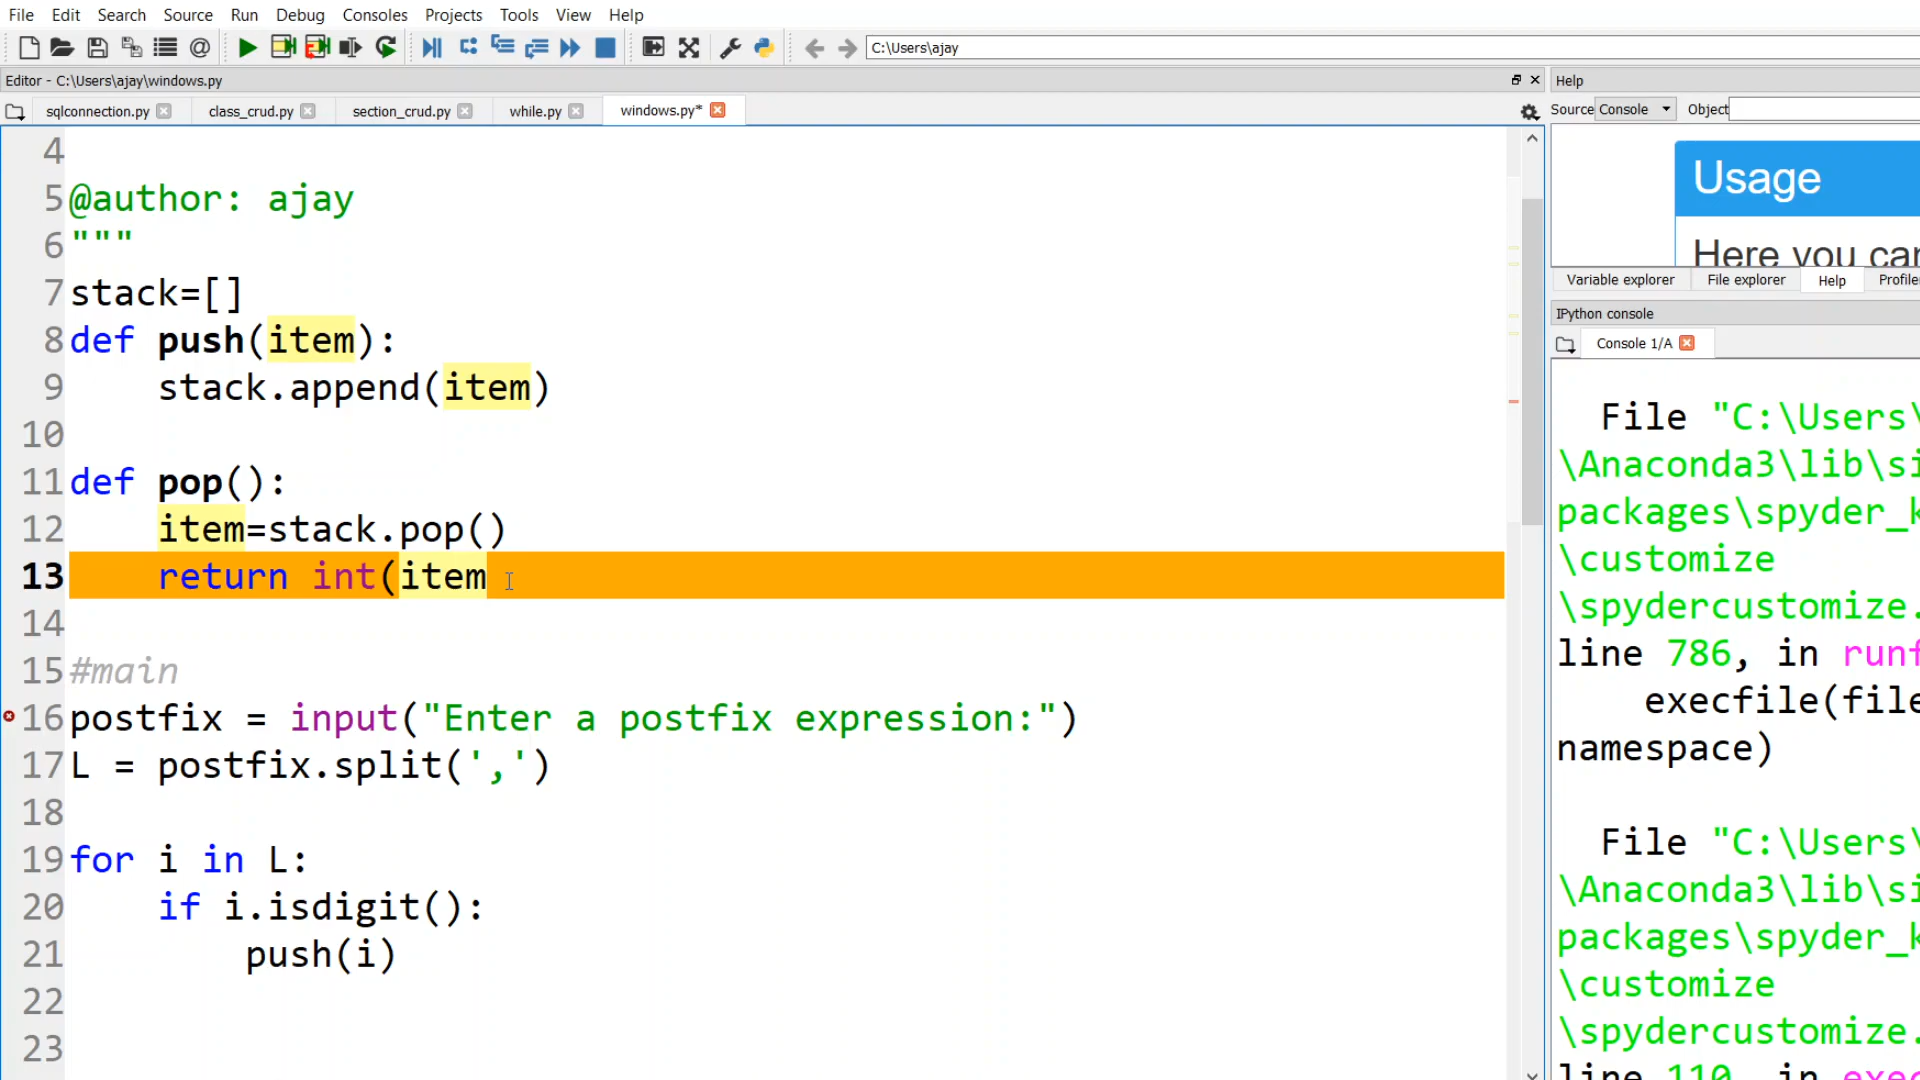 File Edit Search Source Run Debug Consoles Projects Tools View Help
C:\Users\ajay
Editor - C:\Users\ajay\windows.py
Help
sqlconnection.py class_crud.py section_crud.py while.py windows.py*
Source Console Object
4
5 @author: ajay
6 """
7 stack=[]
8 def push(item):
9 stack.append(item)
10
11 def pop():
12 item=stack.pop()
13 return int(item
14
15 #main
16 postfix = input("Enter a postfix expression:")
17 L = postfix.split(',')
18
19 for i in L:
20 if i.isdigit():
21 push(i)
22
23
Usage
Here you can
Variable explorer File explorer Help Profile
IPython console
Console 1/A
File "C:\Users\
\Anaconda3\lib\si
packages\spyder_k
\customize
\spydercustomize.
line 786, in runf
execfile(file
namespace)
File "C:\Users\
\Anaconda3\lib\si
packages\spyder_k
\customize
\spydercustomize.
line 110, in exec